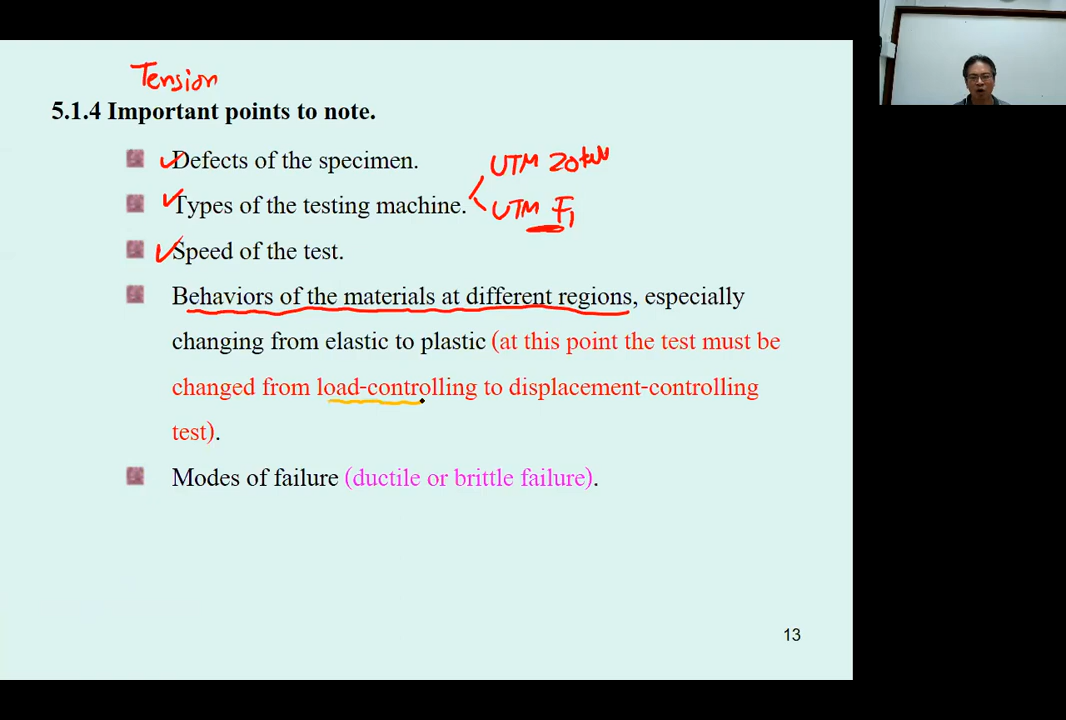 Tension
5.1.4 Important points to note.
Defects of the specimen.
UTM 20 kN
Types of the testing machine.
UTM F1
Speed of the test.
Behaviors of the materials at different regions, especially
changing from elastic to plastic (at this point the test must be
changed from load-controlling to displacement-controlling
test).
Modes of failure (ductile or brittle failure).
13